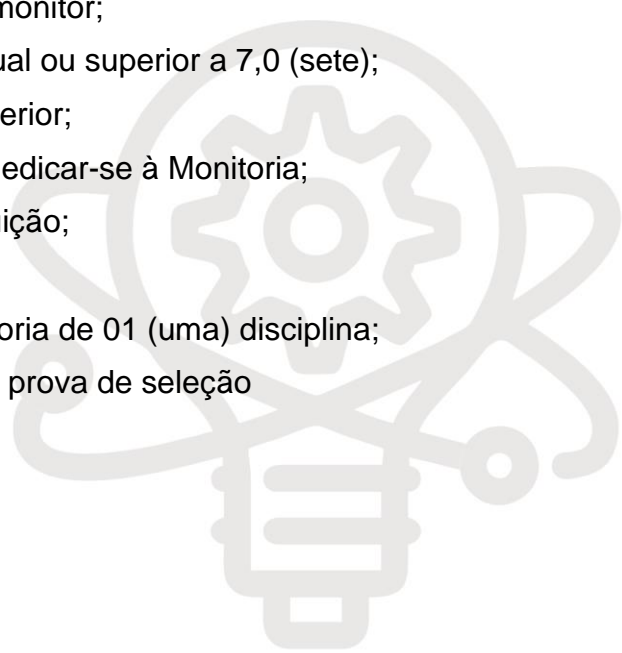 monitor;
ual ou superior a 7,0 (sete);
erior;
edicar-se à Monitoria;
ição;
oria de 01 (uma) disciplina;
prova de seleção